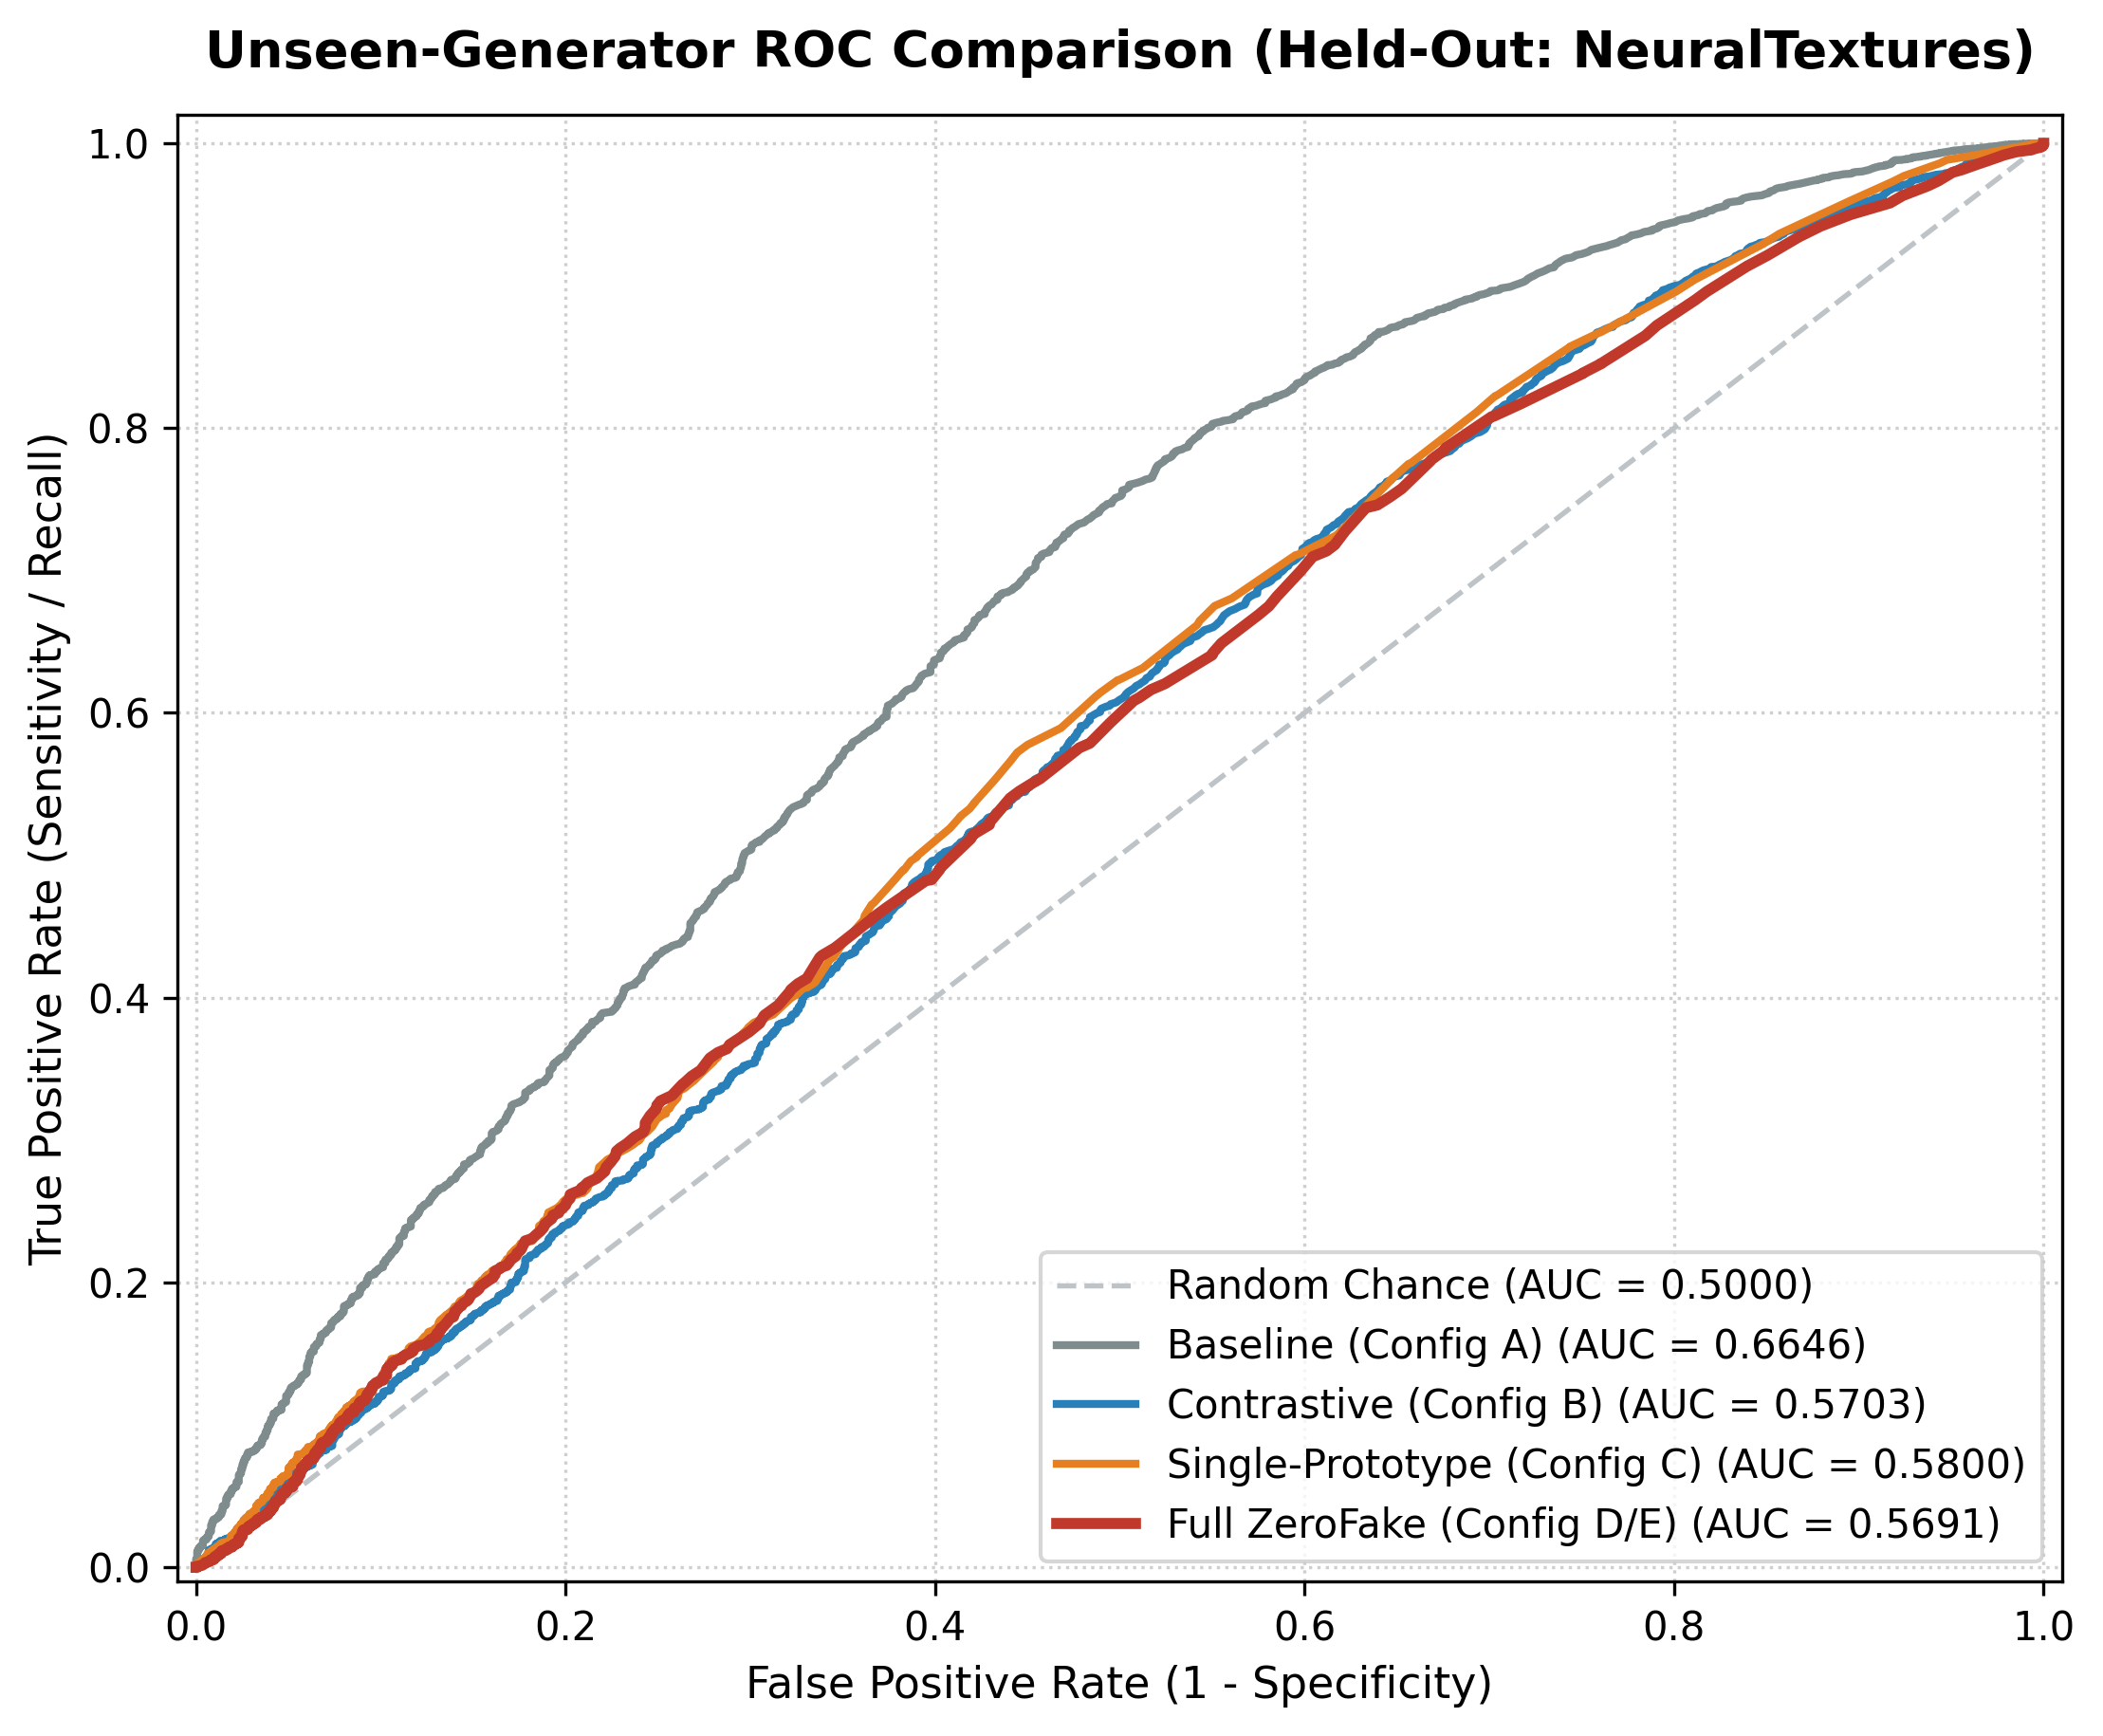 Unseen-Generator ROC Comparison (Held-Out: NeuralTextures)
1.0
0.8
0.6
0.4
0.2
0.0
True Positive Rate (Sensitivity / Recall)
Random Chance (AUC = 0.5000)
Baseline (Config A) (AUC = 0.6646)
Contrastive (Config B) (AUC = 0.5703)
Single-Prototype (Config C) (AUC = 0.5800)
Full ZeroFake (Config D/E) (AUC = 0.5691)
0.0 0.2 0.4 0.6 0.8 1.0
False Positive Rate (1 - Specificity)